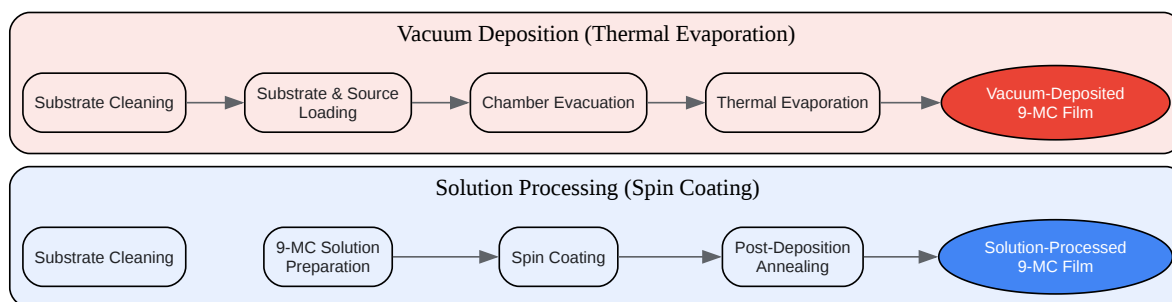 Vacuum Deposition (Thermal Evaporation)
Substrate Cleaning
Substrate & Source
Loading
Chamber Evacuation
Thermal Evaporation
Vacuum-Deposited
9-MC Film
Solution Processing (Spin Coating)
Substrate Cleaning
9-MC Solution
Preparation
Spin Coating
Post-Deposition
Annealing
Solution-Processed
9-MC Film